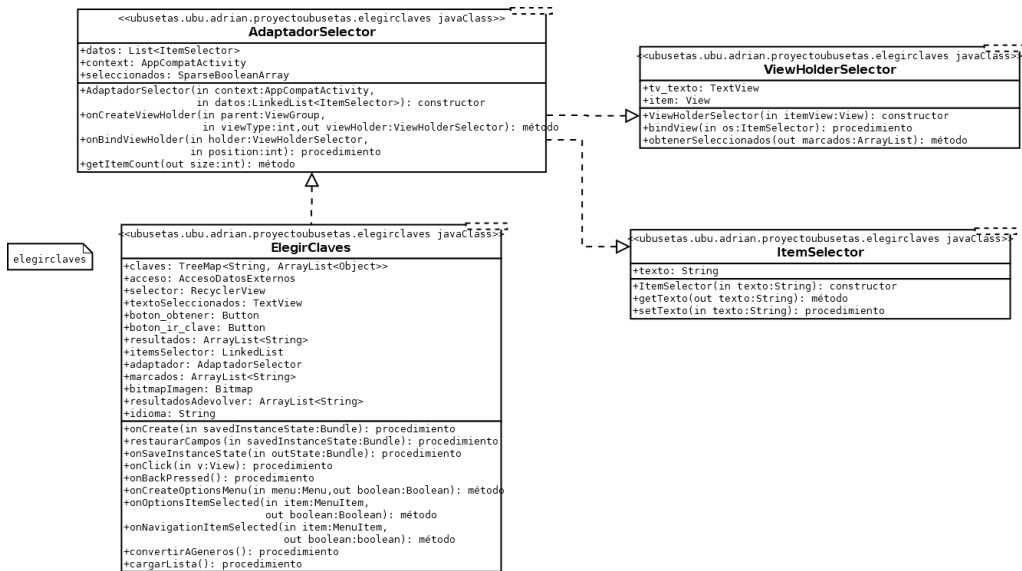 <<ubusetas.ubu.adrian.proyectoubusetas.elegirclaves javaClass>>
AdaptadorSelector
+datos: List<ItemSelector>
+context: AppCompatActivity
+seleccionados: SparseBooleanArray
+AdaptadorSelector(in context:AppCompatActivity,
in datos:LinkedList<ItemSelector>): constructor
+onCreateViewHolder(in parent:ViewGroup,
in viewType:int,out viewHolder:ViewHolderSelector): método
+onBindViewHolder(in holder:ViewHolderSelector,
in position:int): procedimiento
+getItemCount(out size:int): método
<<ubusetas.ubu.adrian.proyectoubusetas.elegirclaves javaClass>>
ViewHolderSelector
+tv_texto: TextView
+item: View
+ViewHolderSelector(in itemView:View): constructor
+bindView(in os:ItemSelector): procedimiento
+obtenerSeleccionados(out marcados:ArrayList): método
elegirclaves
<<ubusetas.ubu.adrian.proyectoubusetas.elegirclaves javaClass>>
ElegirClaves
+claves: TreeMap<String, ArrayList<Object>>
+acceso: AccesoDatosExternos
+selector: RecyclerView
+textoSeleccionados: TextView
+boton_obtener: Button
+boton_ir_clave: Button
+resultados: ArrayList<String>
+itemsSelector: LinkedList
+adaptador: AdaptadorSelector
+marcados: ArrayList<String>
+bitmapImagen: Bitmap
+resultadosAdevolver: ArrayList<String>
+idioma: String
+onCreate(in savedInstanceState:Bundle): procedimiento
+restaurarCampos(in savedInstanceState:Bundle): procedimiento
+onSaveInstanceState(in outState:Bundle): procedimiento
+onClick(in v:View): procedimiento
+onBackPressed(): procedimiento
+onCreateOptionsMenu(in menu:Menu,out boolean:Boolean): método
+onOptionsItemSelected(in item:MenuItem,
out boolean:Boolean): método
+onNavigationItemSelected(in item:MenuItem,
out boolean:boolean): método
+convertirAGeneros(): procedimiento
+cargarLista(): procedimiento
<<ubusetas.ubu.adrian.proyectoubusetas.elegirclaves javaClass>>
ItemSelector
+texto: String
+ItemSelector(in texto:String): constructor
+getTexto(out texto:String): método
+setTexto(in texto:String): procedimiento